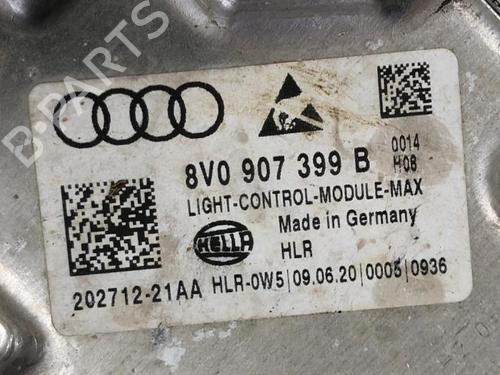 B-PARTS
0014
H08
8V0 907 399 B
LIGHT-CONTROL-MODULE-MAX
Made in Germany
HELLA
HLR
202712-21AA HLR-0W5|09.06.20|0005|0936